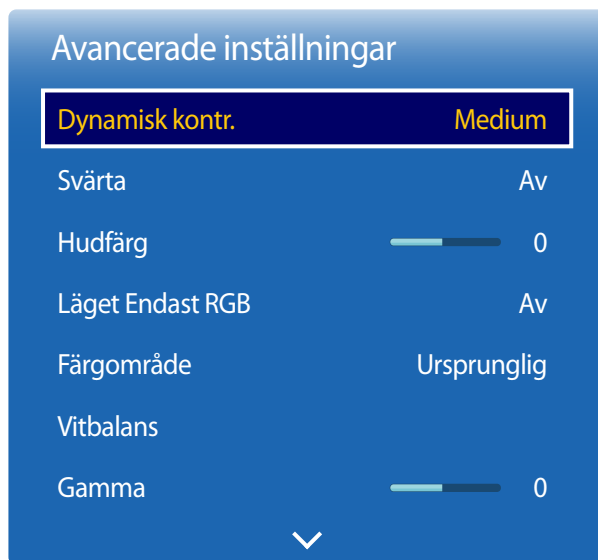 Avancerade inställningar
Dynamisk kontr. Medium
Svärta Av
Hudfärg 0
Läget Endast RGB Av
Färgområde Ursprunglig
Vitbalans
Gamma 0